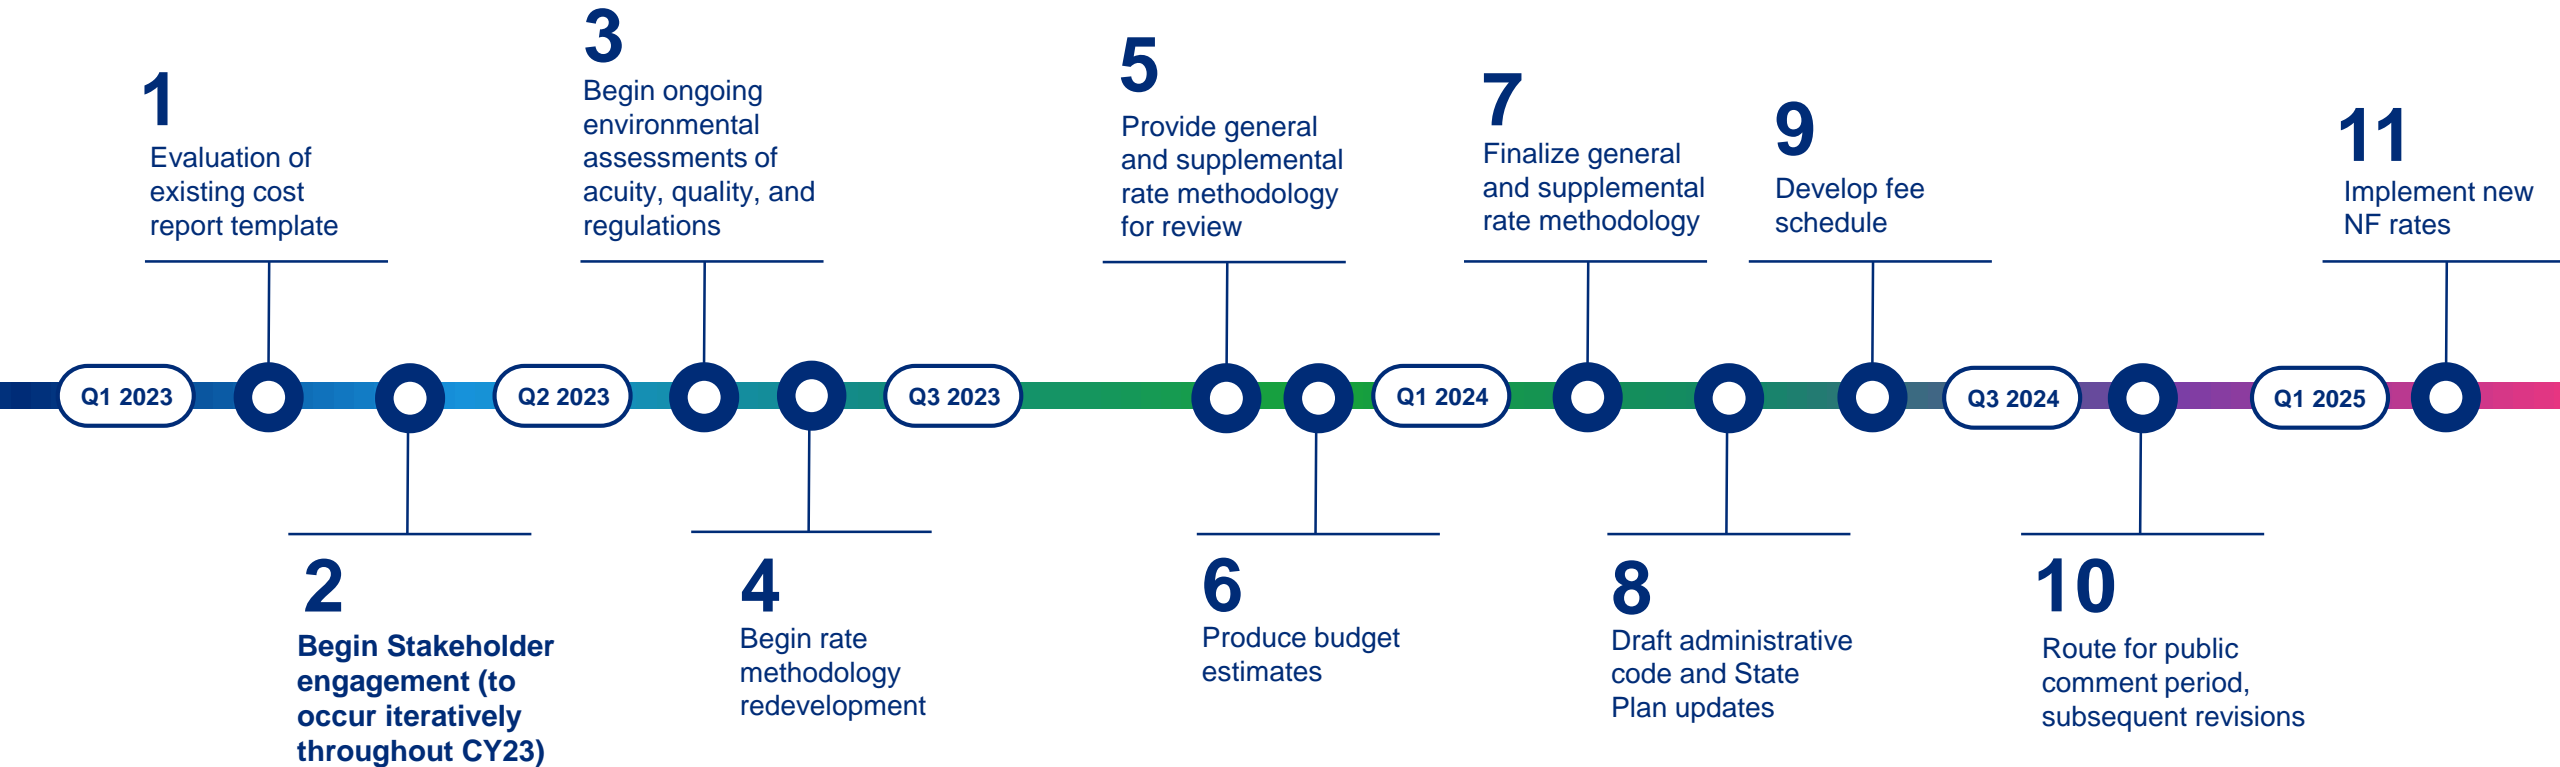 1
Evaluation of
existing cost
report template
3
Begin ongoing
environmental
assessments of
acuity, quality, and
regulations
5
Provide general
and supplemental
rate methodology
for review
7
Finalize general
and supplemental
rate methodology
9
Develop fee
schedule
11
Implement new
NF rates
Q1 2023
Q2 2023
Q3 2023
Q1 2024
Q3 2024
Q1 2025
2
Begin Stakeholder
engagement (to
occur iteratively
throughout CY23)
4
Begin rate
methodology
redevelopment
6
Produce budget
estimates
8
Draft administrative
code and State
Plan updates
10
Route for public
comment period,
subsequent revisions